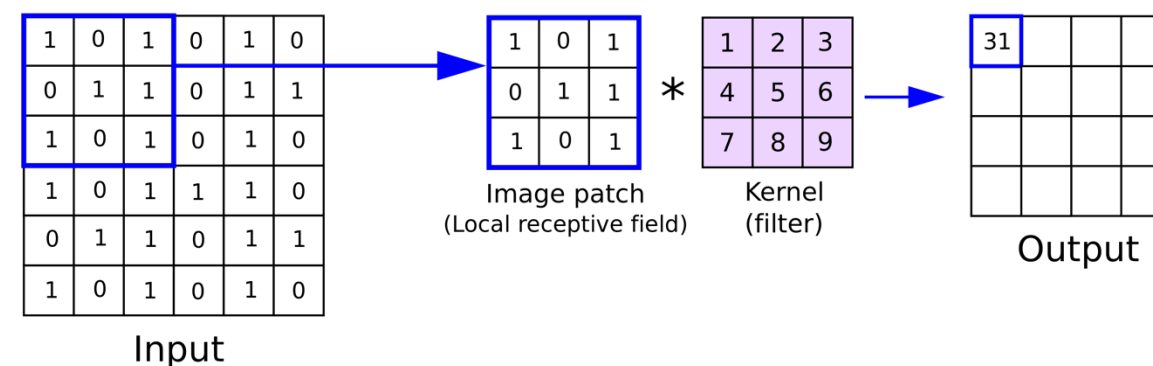 1 0 1 0 1 0
0 1 1 0 1 1
1 0 1 0 1 0
1 0 1 1 1 0
0 1 1 0 1 1
1 0 1 0 1 0
Input
1 0 1
0 1 1
1 0 1
Image patch
(Local receptive field)
*
1 2 3
4 5 6
7 8 9
Kernel
(filter)
31
Output